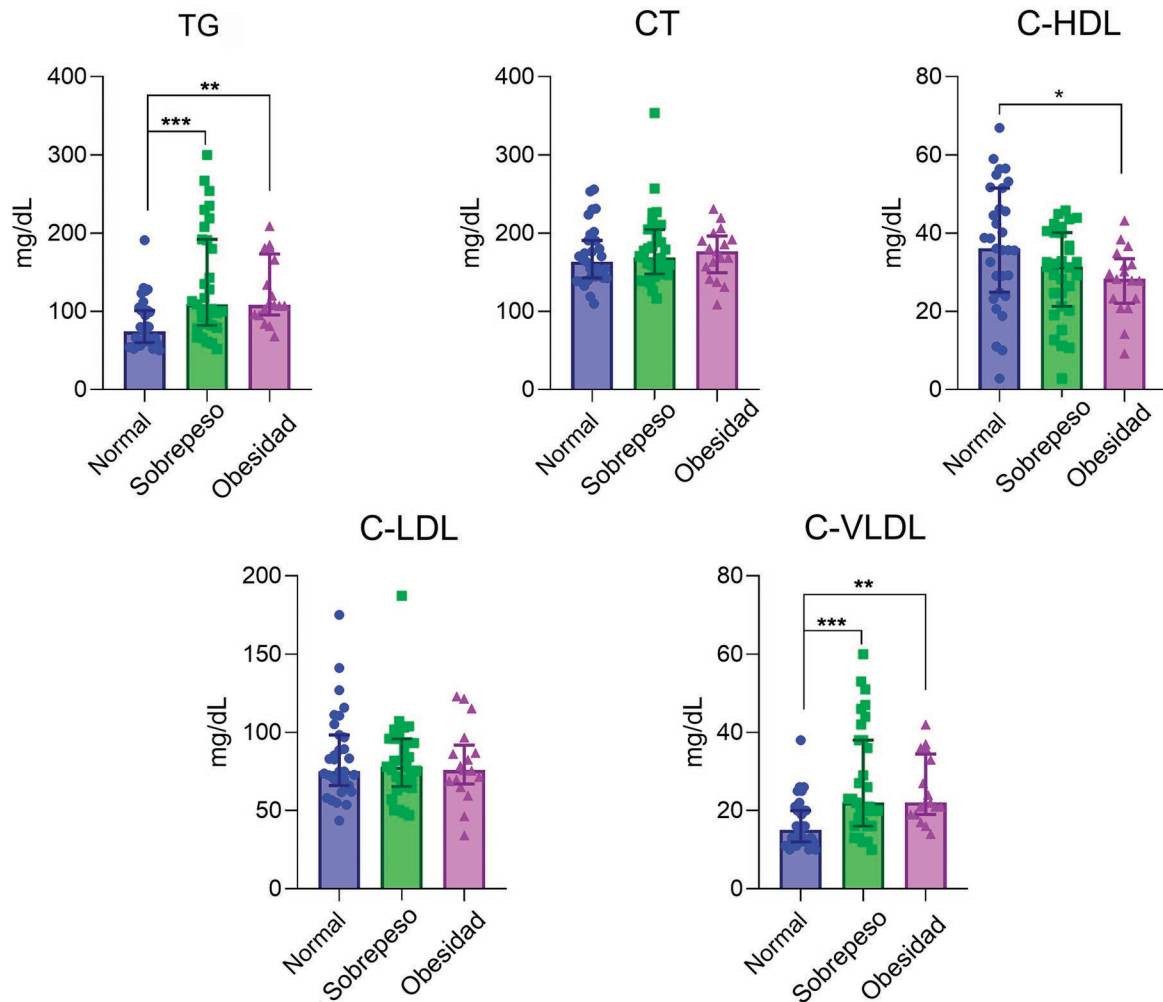 TG
400
300
200
100
0
mg/dL
**
***
Normal
Sobrepeso
Obesidad
CT
400
300
200
100
0
mg/dL
Normal
Sobrepeso
Obesidad
C-HDL
80
60
40
20
0
mg/dL
*
Normal
Sobrepeso
Obesidad
C-LDL
200
150
100
50
0
mg/dL
Normal
Sobrepeso
Obesidad
C-VLDL
80
60
40
20
0
mg/dL
**
***
Normal
Sobrepeso
Obesidad